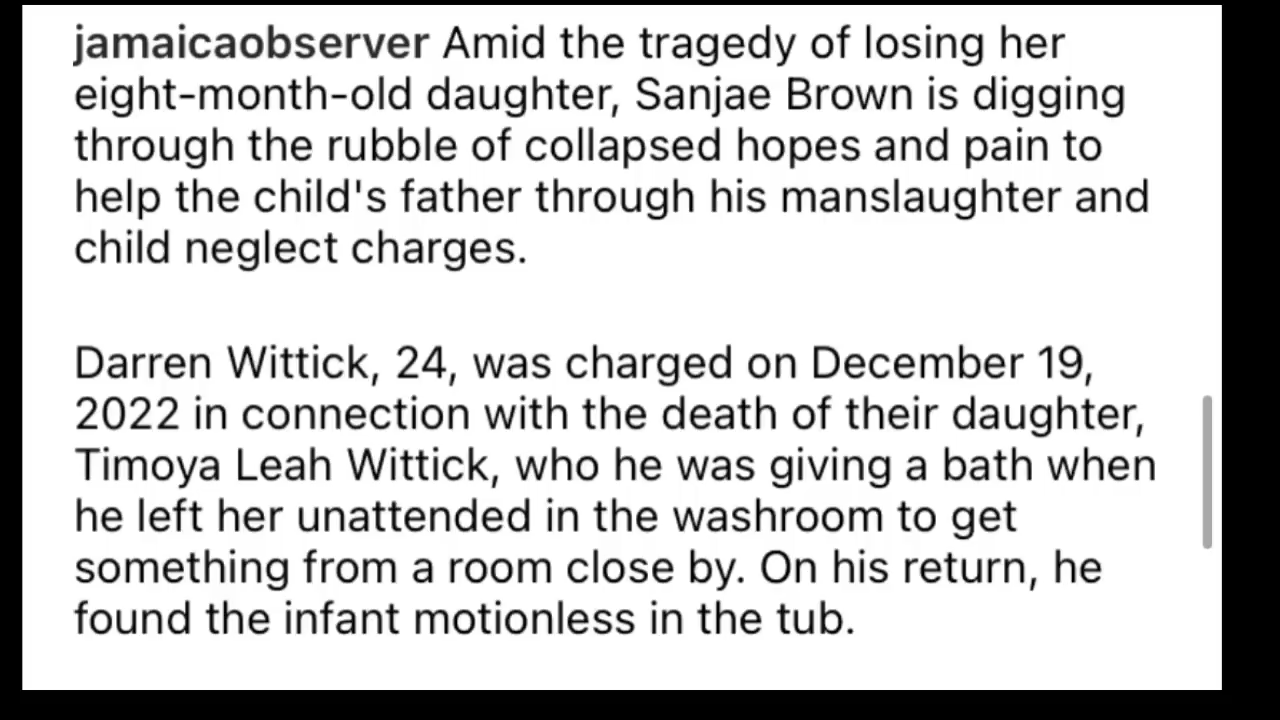 jamaicaobserver Amid the tragedy of losing her
eight-month-old daughter, Sanjae Brown is digging
through the rubble of collapsed hopes and pain to
help the child's father through his manslaughter and
child neglect charges.
Darren Wittick, 24, was charged on December 19,
2022 in connection with the death of their daughter,
Timoya Leah Wittick, who he was giving a bath when
he left her unattended in the washroom to get
something from a room close by. On his return, he
found the infant motionless in the tub.